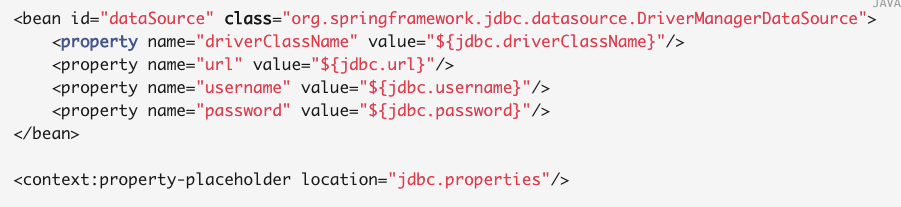 JAVA
<bean id="dataSource" class="org.springframework.jdbc.datasource.DriverManagerDataSource">
    <property name="driverClassName" value="${jdbc.driverClassName}"/>
    <property name="url" value="${jdbc.url}"/>
    <property name="username" value="${jdbc.username}"/>
    <property name="password" value="${jdbc.password}"/>
</bean>
<context:property-placeholder location="jdbc.properties"/>